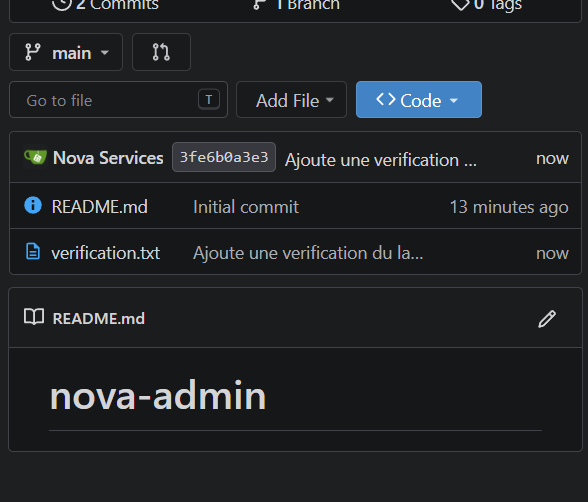 2 Commits 1 Branch 0 Tags
main
Go to file T Add File Code
Nova Services 3fe6b0a3e3 Ajoute une verification ... now
README.md Initial commit 13 minutes ago
verification.txt Ajoute une verification du la... now
README.md
nova-admin